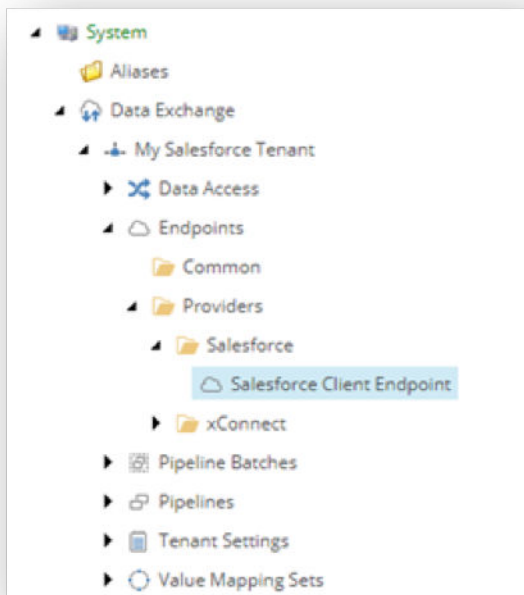 System
Aliases
Data Exchange
My Salesforce Tenant
Data Access
Endpoints
Common
Providers
Salesforce
Salesforce Client Endpoint
xConnect
Pipeline Batches
Pipelines
Tenant Settings
Value Mapping Sets